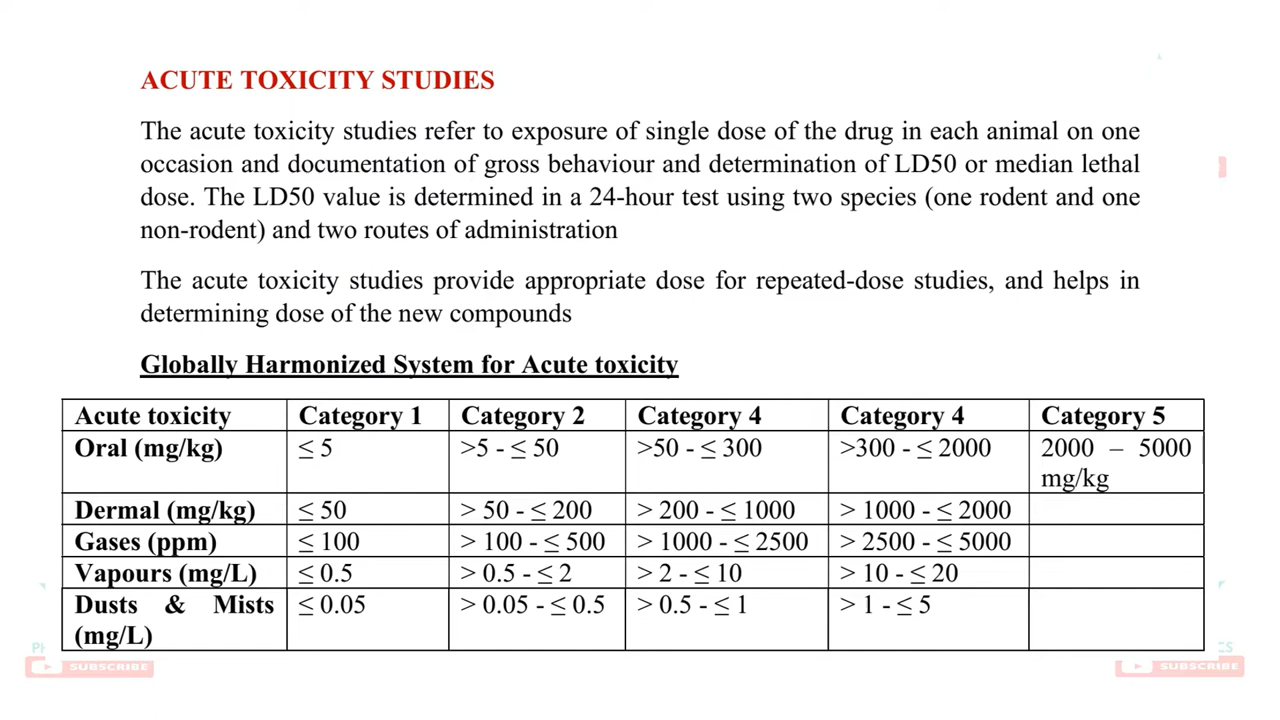 ACUTE TOXICITY STUDIES
The acute toxicity studies refer to exposure of single dose of the drug in each animal on one
occasion and documentation of gross behaviour and determination of LD50 or median lethal
dose. The LD50 value is determined in a 24-hour test using two species (one rodent and one
non-rodent) and two routes of administration
The acute toxicity studies provide appropriate dose for repeated-dose studies, and helps in
determining dose of the new compounds
Globally Harmonized System for Acute toxicity
Acute toxicity Category 1 Category 2 Category 4 Category 4 Category 5
Oral (mg/kg) ≤ 5 >5 - ≤ 50 >50 - ≤ 300 >300 - ≤ 2000 2000 – 5000
mg/kg
Dermal (mg/kg) ≤ 50 > 50 - ≤ 200 > 200 - ≤ 1000 > 1000 - ≤ 2000
Gases (ppm) ≤ 100 > 100 - ≤ 500 > 1000 - ≤ 2500 > 2500 - ≤ 5000
Vapours (mg/L) ≤ 0.5 > 0.5 - ≤ 2 > 2 - ≤ 10 > 10 - ≤ 20
Dusts & Mists ≤ 0.05 > 0.05 - ≤ 0.5 > 0.5 - ≤ 1 > 1 - ≤ 5
(mg/L)
SUBSCRIBE SUBSCRIBE